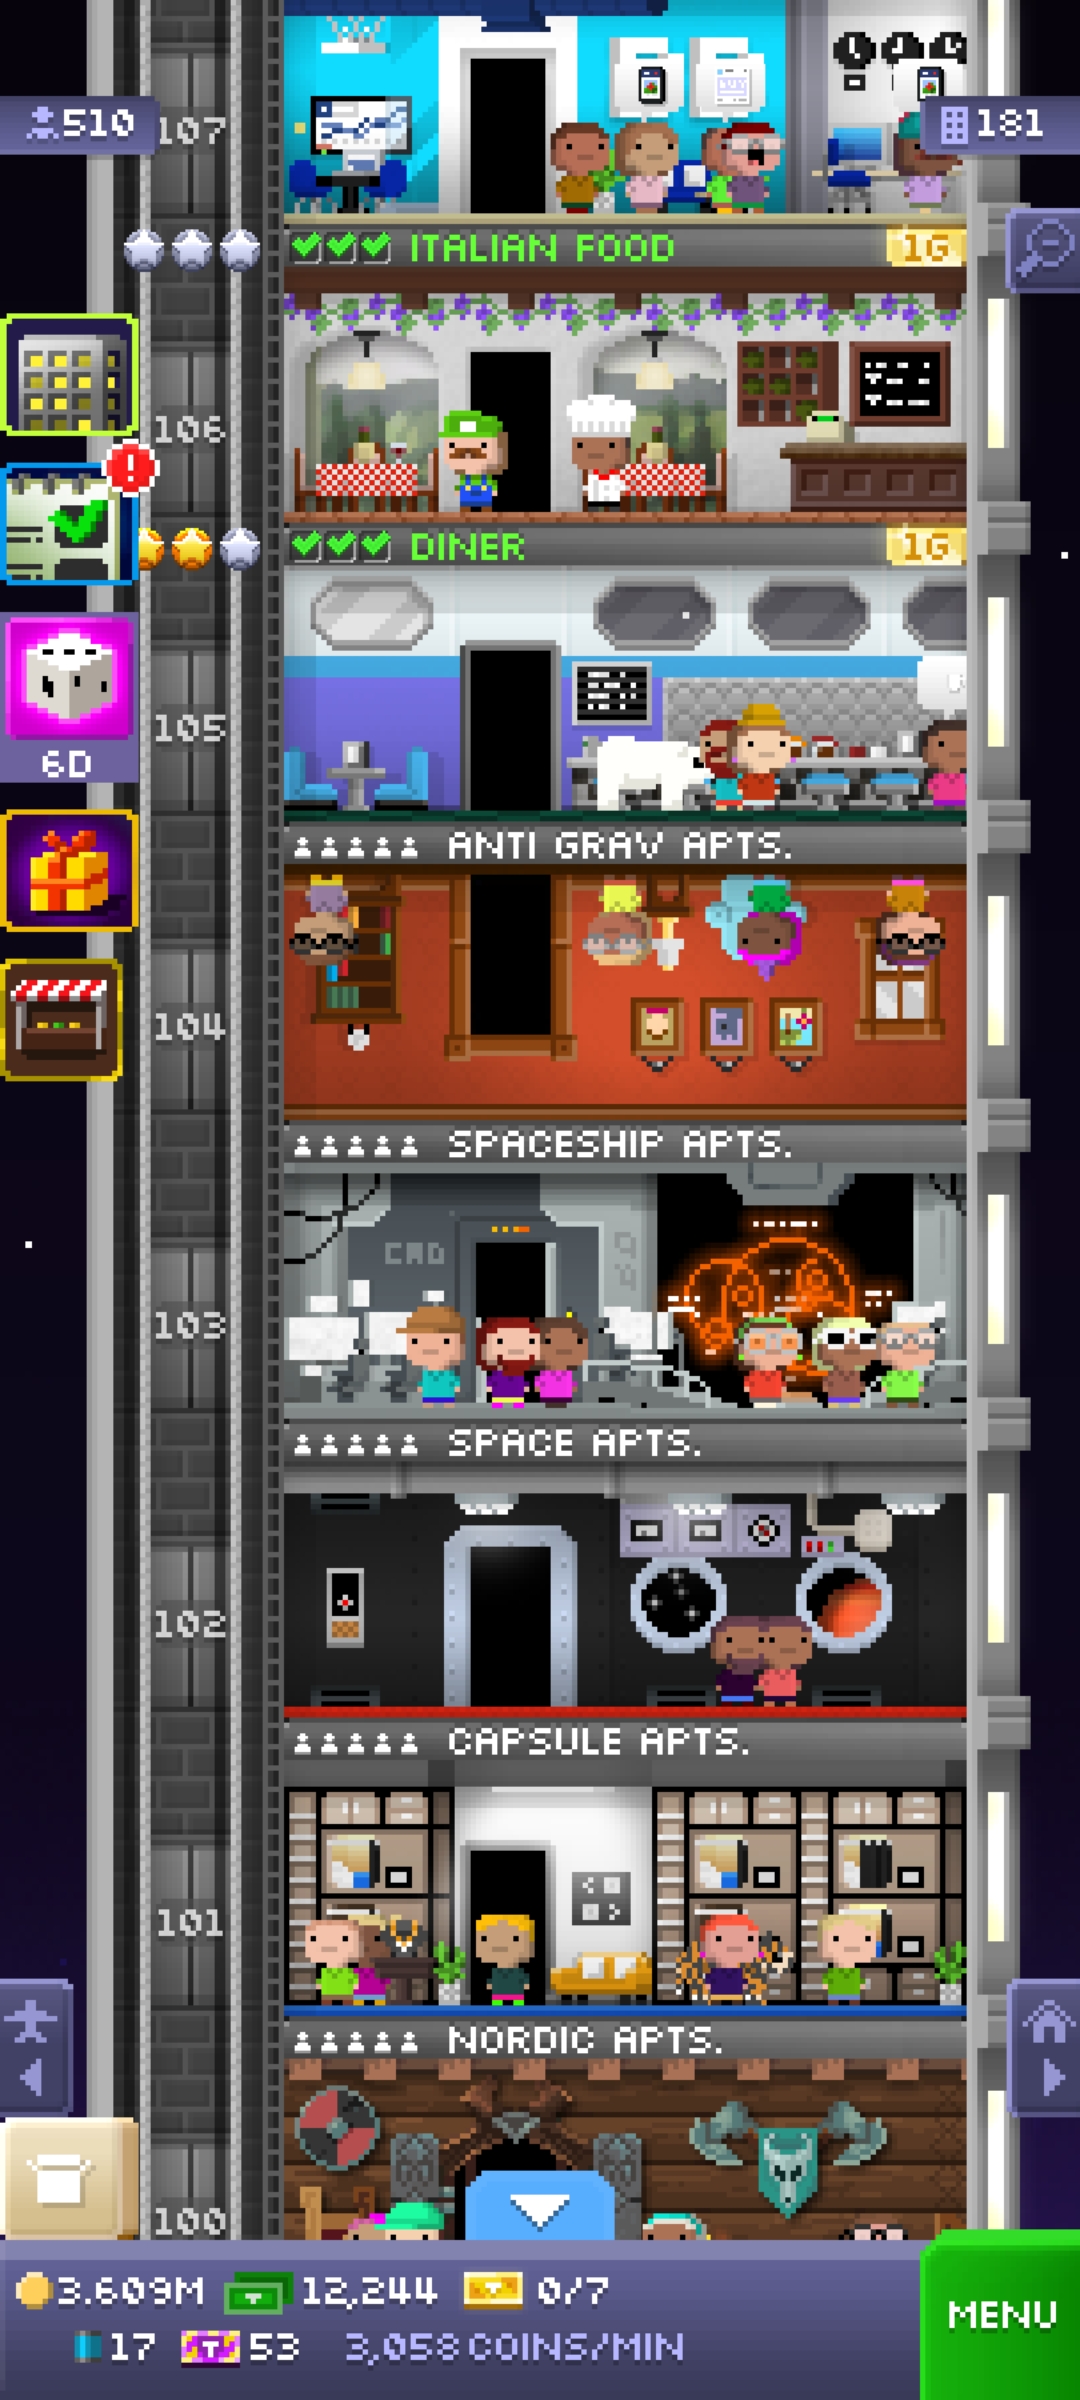 107
510
181
ITALIAN FOOD
1G
106
DINER
1G
105
6D
ANTI GRAV APTS.
104
SPACESHIP APTS.
CAD
103
SPACE APTS.
102
CAPSULE APTS.
101
NORDIC APTS.
100
3.609M
12,244
0/7
MENU
17
53
3,058 COINS/MIN